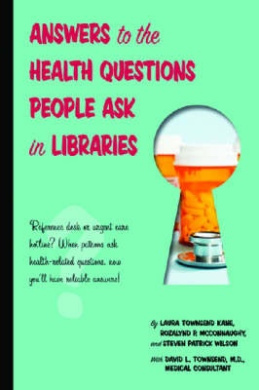 ANSWERS to the
HEALTH QUESTIONS
PEOPLE ASK
in LIBRARIES
Reference desk or urgent care
hotline? When patrons ask
health-related questions, now
you'll have reliable answers!
By LAURA TOWNSEND KANE,
ROZALYND P. MCCONNAUGHY,
and STEVEN PATRICK WILSON
with DAVID L. TOWNSEND, M.D.,
MEDICAL CONSULTANT